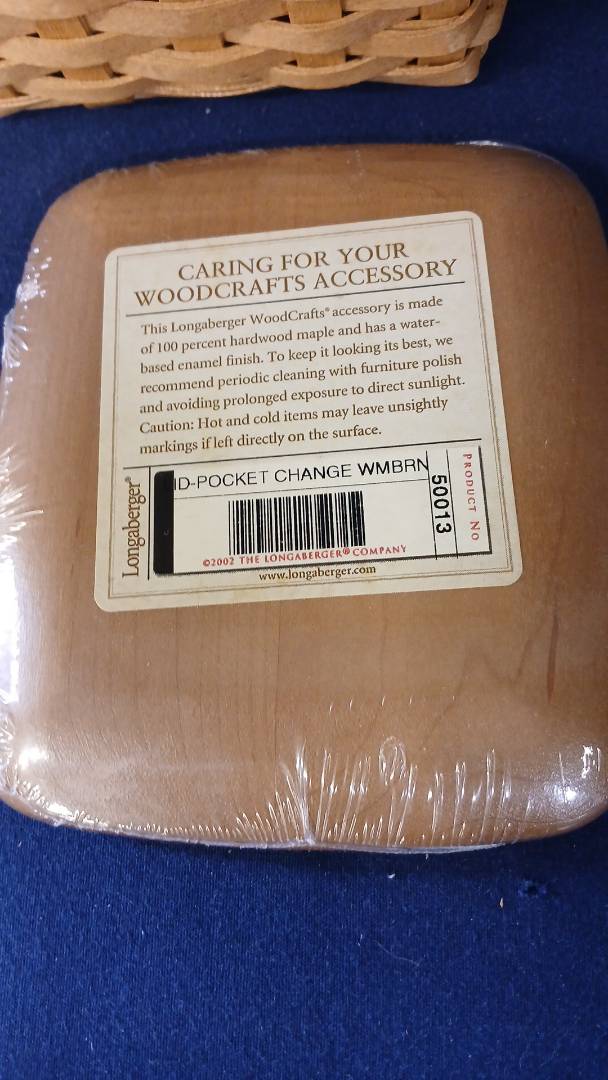 CARING FOR YOUR
WOODCRAFTS ACCESSORY
This Longaberger WoodCrafts® accessory is made
of 100 percent hardwood maple and has a water-
based enamel finish. To keep it looking its best, we
recommend periodic cleaning with furniture polish
and avoiding prolonged exposure to direct sunlight.
Caution: Hot and cold items may leave unsightly
markings if left directly on the surface.
Longaberger®
ID-POCKET CHANGE WMBRN
50013
PRODUCT NO
©2002 THE LONGABERGER® COMPANY
www.longaberger.com